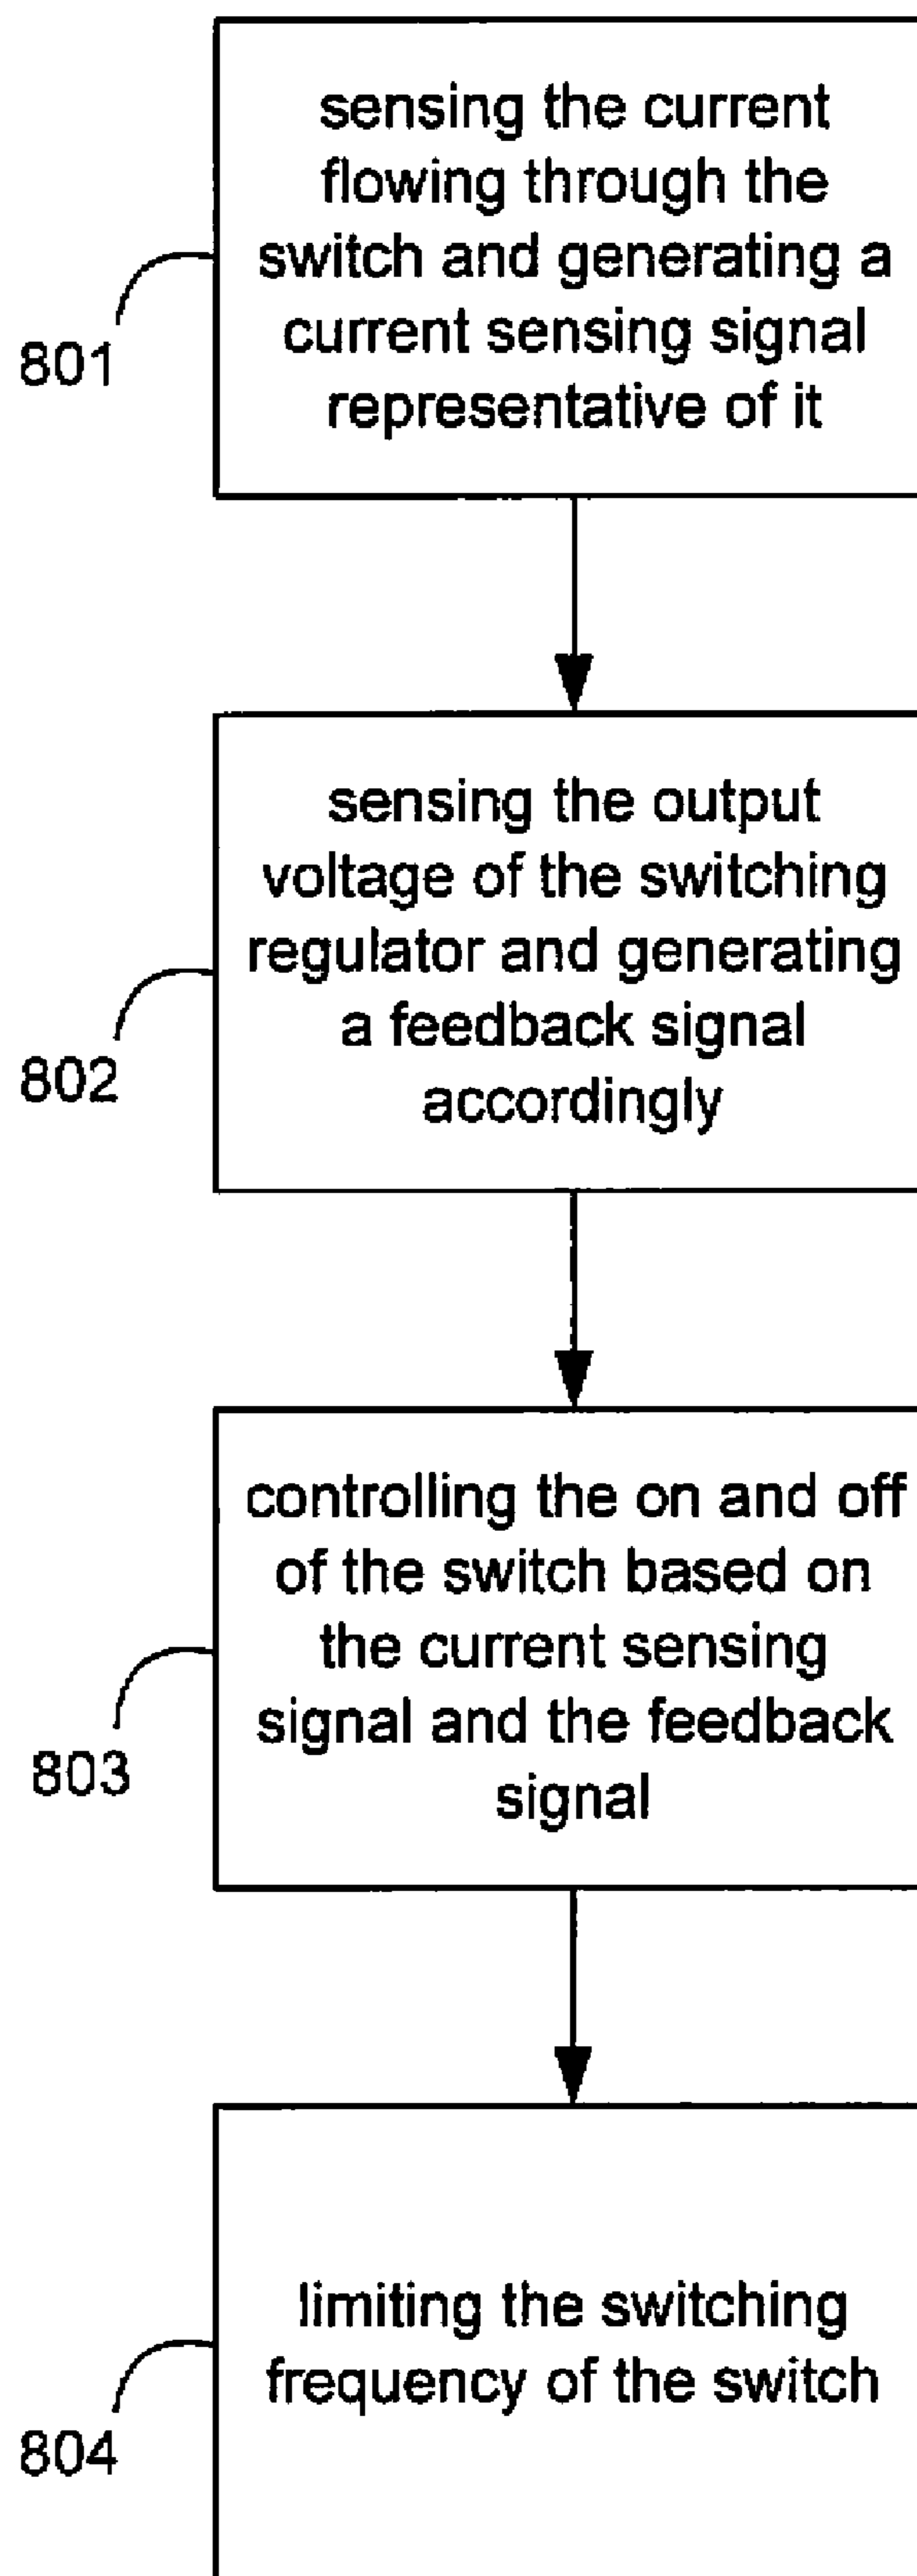 sensing the current
flowing through the
switch and generating a
current sensing signal
representative of it
801
sensing the output
voltage of the switching
regulator and generating
a feedback signal
accordingly
802
controlling the on and off
of the switch based on
the current sensing
signal and the feedback
signal
803
limiting the switching
frequency of the switch
804